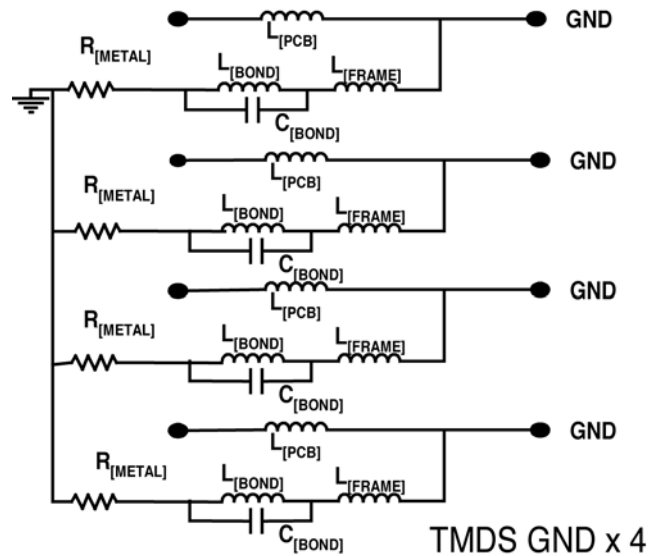 L[PCB] GND
R[METAL] L[BOND] L[FRAME]
C[BOND]
L[PCB] GND
R[METAL] L[BOND] L[FRAME]
C[BOND]
L[PCB] GND
R[METAL] L[BOND] L[FRAME]
C[BOND]
L[PCB] GND
R[METAL] L[BOND] L[FRAME]
C[BOND]
TMDS GND x 4